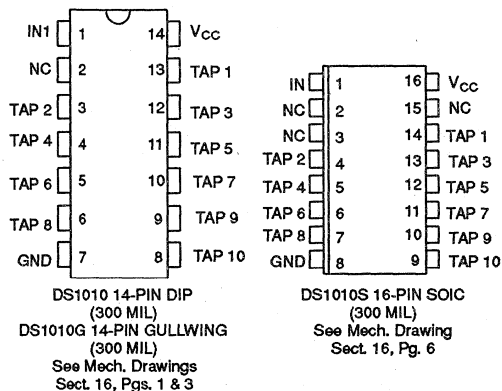 IN1 1 14 VCC
NC 2 13 TAP 1
TAP 2 3 12 TAP 3
TAP 4 4 11 TAP 5
TAP 6 5 10 TAP 7
TAP 8 6 9 TAP 9
GND 7 8 TAP 10
DS1010 14-PIN DIP
(300 MIL)
DS1010G 14-PIN GULLWING
(300 MIL)
See Mech. Drawings
Sect. 16, Pgs. 1 & 3
IN 1 16 VCC
NC 2 15 NC
NC 3 14 TAP 1
TAP 2 4 13 TAP 3
TAP 4 5 12 TAP 5
TAP 6 6 11 TAP 7
TAP 8 7 10 TAP 9
GND 8 9 TAP 10
DS1010S 16-PIN SOIC
(300 MIL)
See Mech. Drawing
Sect. 16, Pg. 6